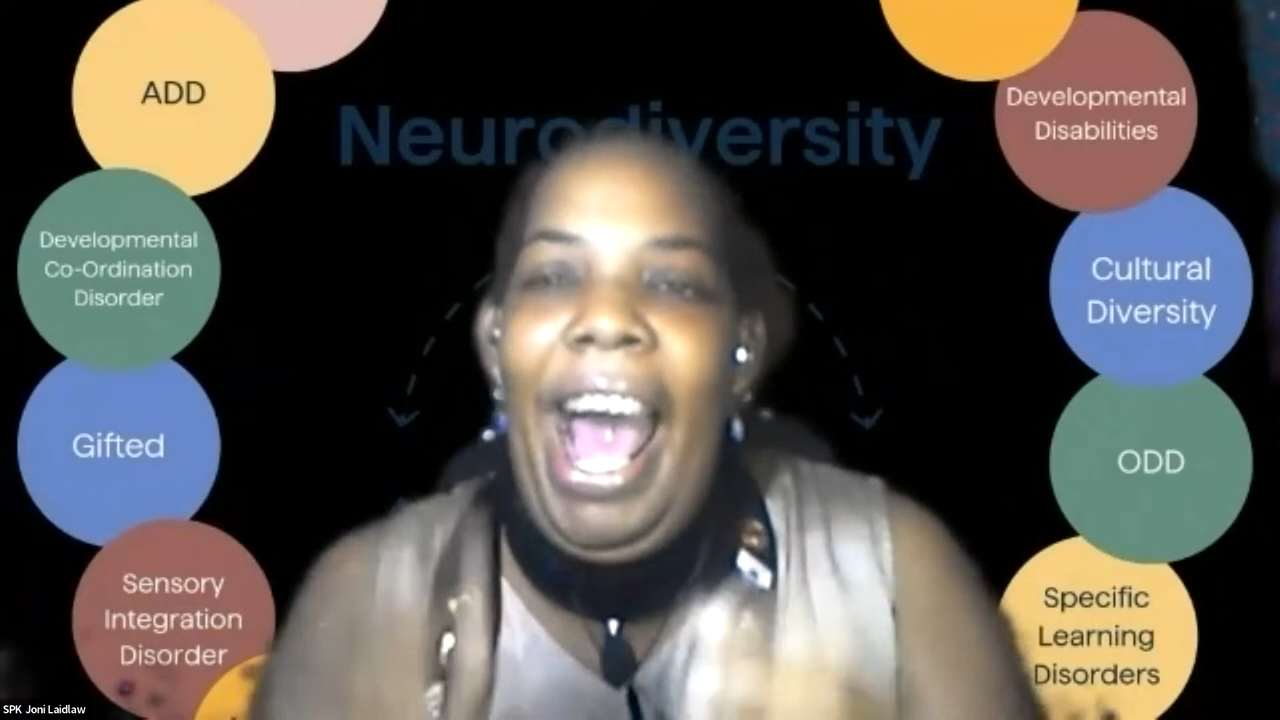 ADD
Neurodiversity
Developmental
Disabilities
Developmental
Co-Ordination
Disorder
Cultural
Diversity
Gifted
ODD
Sensory
Integration
Disorder
Specific
Learning
Disorders
SPK Joni Laidlaw